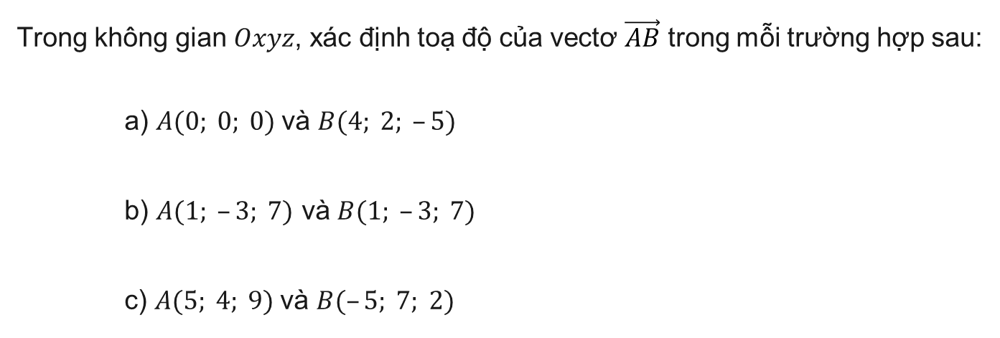 Trong không gian Oxyz, xác định toạ độ của vectơ $\overrightarrow{AB}$ trong mỗi trường hợp sau:
a) A(0; 0; 0) và B(4; 2; – 5)
b) A(1; – 3; 7) và B(1; – 3; 7)
c) A(5; 4; 9) và B(– 5; 7; 2)